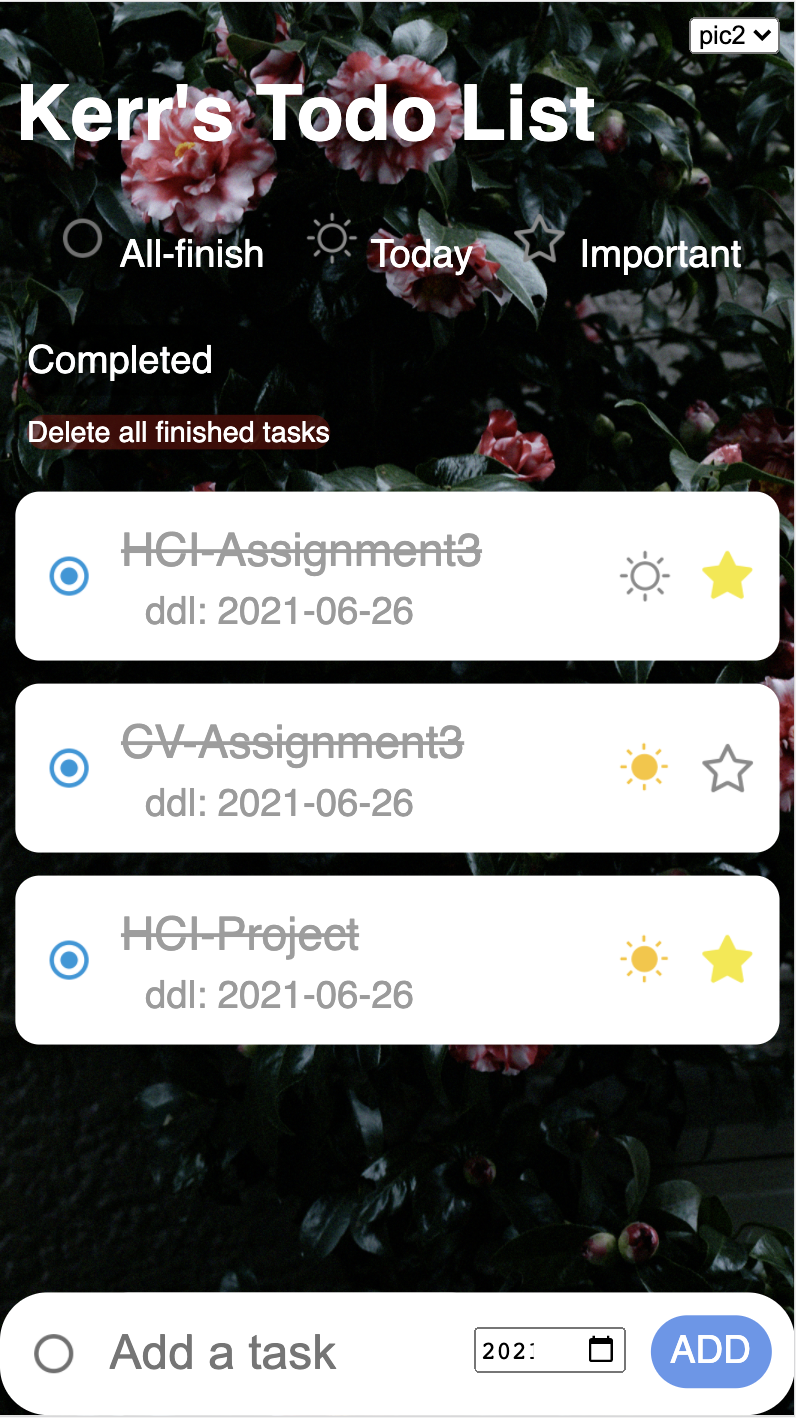 pic2
Kerr's Todo List
All-finish Today Important
Completed
Delete all finished tasks
HCI-Assignment3
ddl: 2021-06-26
CV-Assignment3
ddl: 2021-06-26
HCI-Project
ddl: 2021-06-26
Add a task 2021 ADD